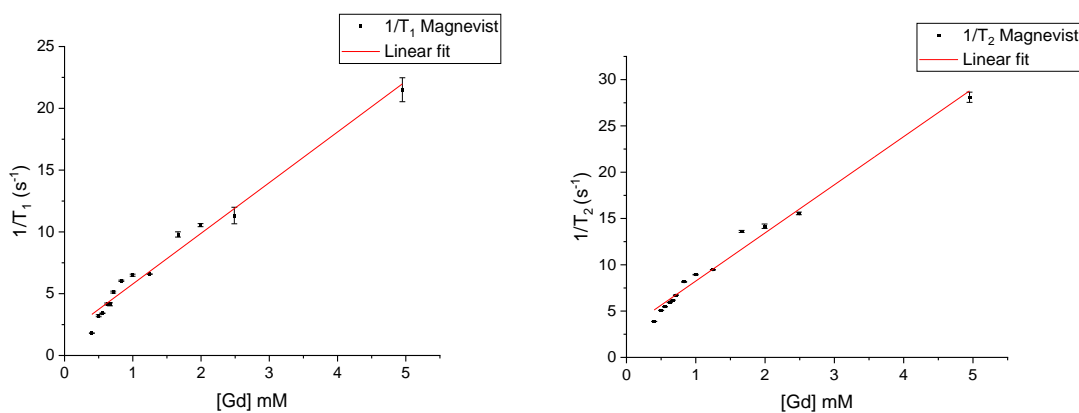 1/T₁ Magnevist
Linear fit
25
20
15
10
5
0
1/T₁ (s⁻¹)
0 1 2 3 4 5
[Gd] mM
1/T₂ Magnevist
Linear fit
30
25
20
15
10
5
0
1/T₂ (s⁻¹)
0 1 2 3 4 5
[Gd] mM